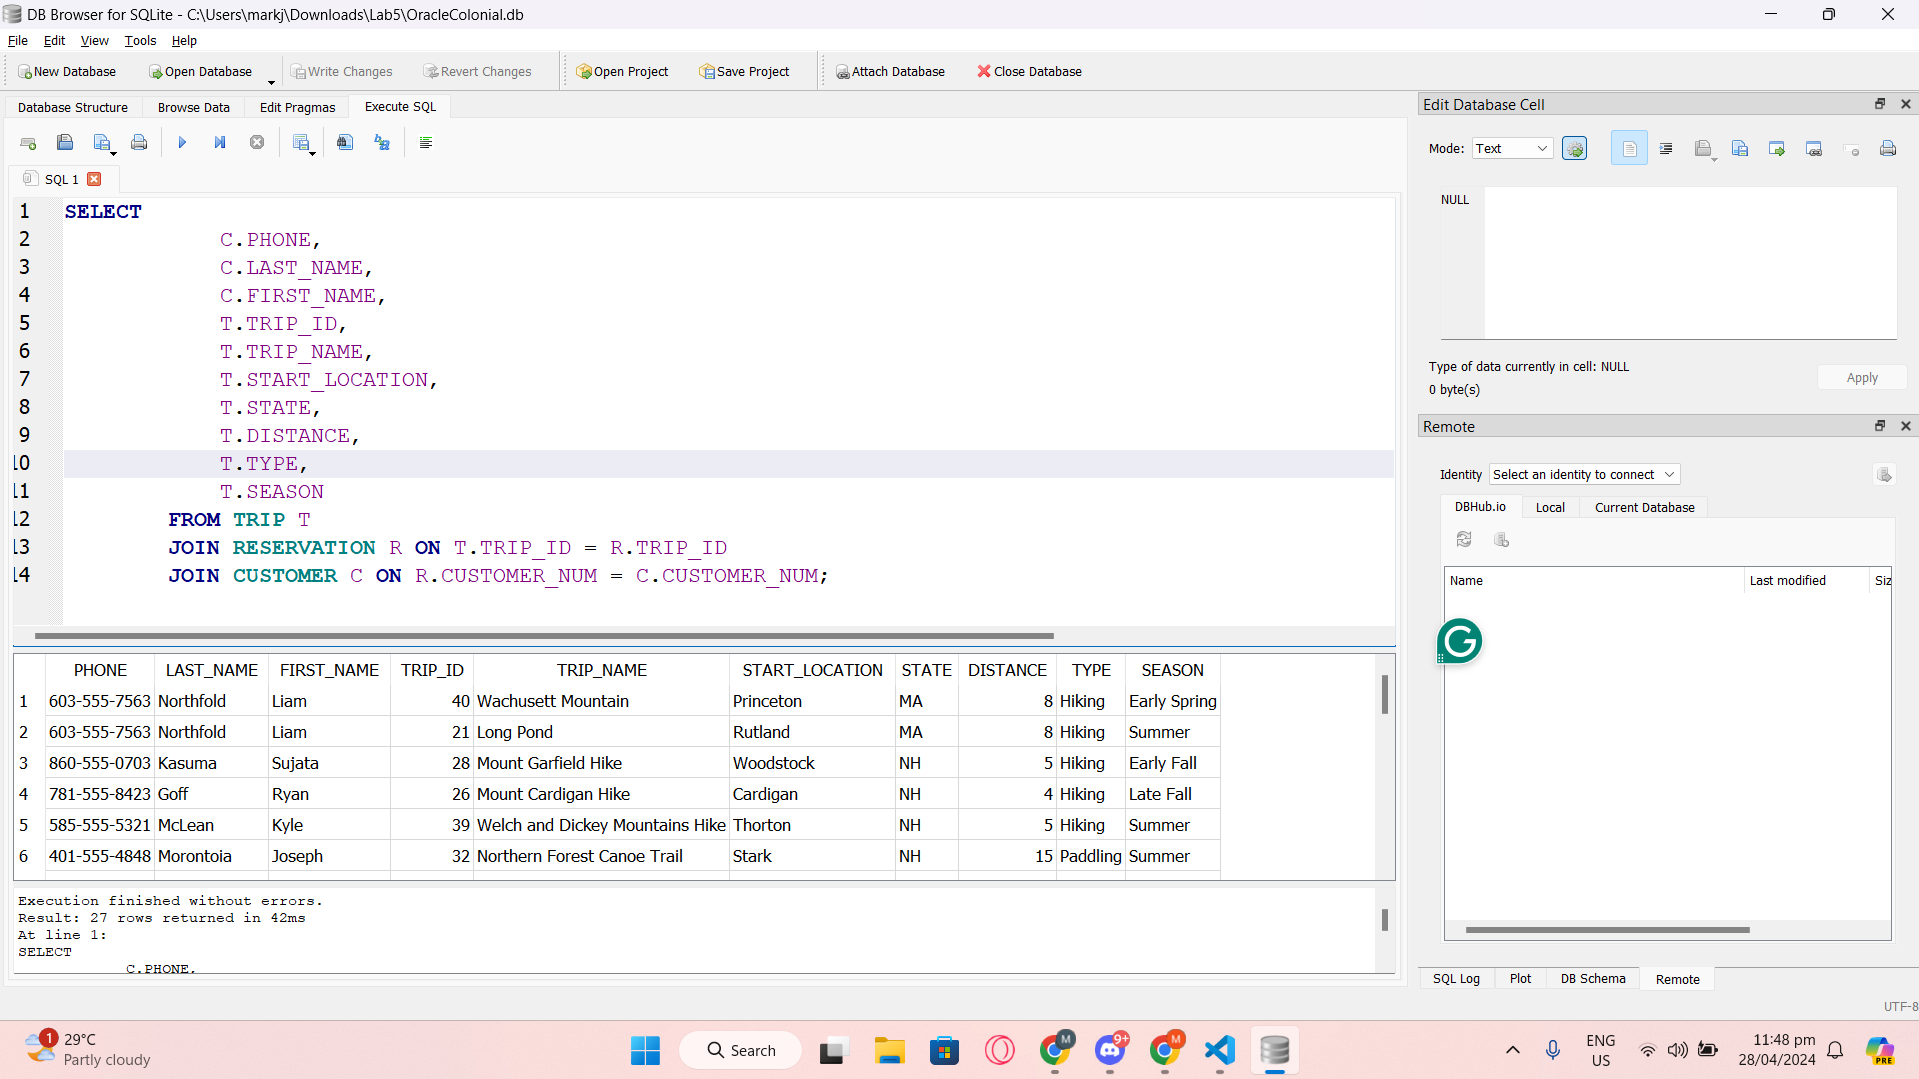 DB Browser for SQLite - C:\Users\markj\Downloads\Lab5\OracleColonial.db
File Edit View Tools Help
New Database Open Database Write Changes Revert Changes Open Project Save Project Attach Database Close Database
Database Structure Browse Data Edit Pragmas Execute SQL
SQL 1
1 SELECT
2 C.PHONE,
3 C.LAST_NAME,
4 C.FIRST_NAME,
5 T.TRIP_ID,
6 T.TRIP_NAME,
7 T.START_LOCATION,
8 T.STATE,
9 T.DISTANCE,
10 T.TYPE,
11 T.SEASON
12 FROM TRIP T
13 JOIN RESERVATION R ON T.TRIP_ID = R.TRIP_ID
14 JOIN CUSTOMER C ON R.CUSTOMER_NUM = C.CUSTOMER_NUM;
PHONE LAST_NAME FIRST_NAME TRIP_ID TRIP_NAME START_LOCATION STATE DISTANCE TYPE SEASON
1 603-555-7563 Northfold Liam 40 Wachusett Mountain Princeton MA 8 Hiking Early Spring
2 603-555-7563 Northfold Liam 21 Long Pond Rutland MA 8 Hiking Summer
3 860-555-0703 Kasuma Sujata 28 Mount Garfield Hike Woodstock NH 5 Hiking Early Fall
4 781-555-8423 Goff Ryan 26 Mount Cardigan Hike Cardigan NH 4 Hiking Late Fall
5 585-555-5321 McLean Kyle 39 Welch and Dickey Mountains Hike Thorton NH 5 Hiking Summer
6 401-555-4848 Morontoia Joseph 32 Northern Forest Canoe Trail Stark NH 15 Paddling Summer
Execution finished without errors.
Result: 27 rows returned in 42ms
At line 1:
SELECT
C.PHONE,
Edit Database Cell
Mode: Text
NULL
Type of data currently in cell: NULL
0 byte(s)
Apply
Remote
Identity Select an identity to connect
DBHub.io Local Current Database
Name Last modified Siz
G
SQL Log Plot DB Schema Remote
UTF-8
1 29°C
Partly cloudy
Search
M
9+
M
ENG
US
11:48 pm
28/04/2024
PRE